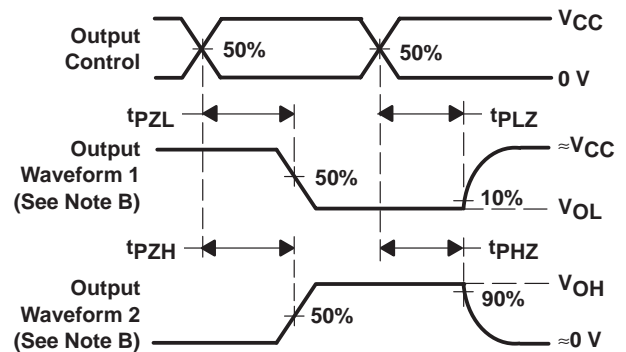 Output
Control
50%
50%
VCC
0 V
tPZL
tPLZ
Output
Waveform 1
(See Note B)
50%
10%
≈VCC
VOL
tPZH
tPHZ
Output
Waveform 2
(See Note B)
50%
90%
VOH
≈0 V